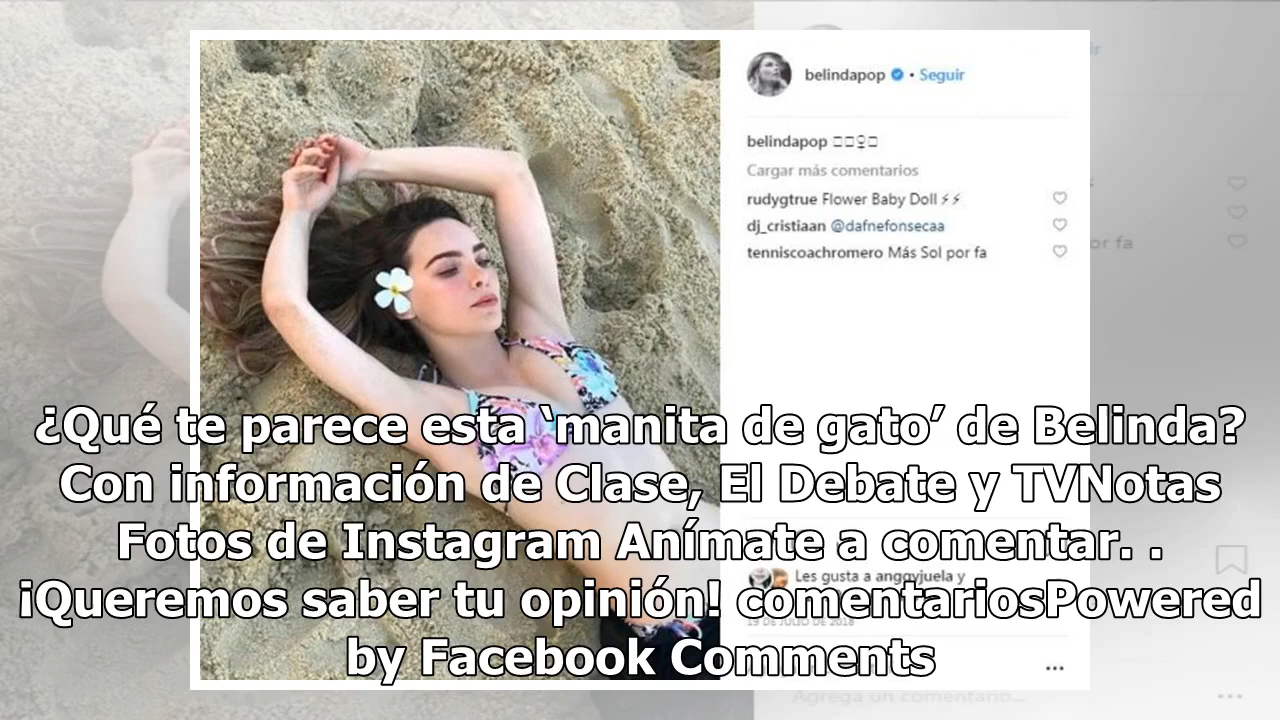 belindapop • Seguir
belindapop
Cargar más comentarios
rudygtrue Flower Baby Doll ⚡⚡
dj_cristiaan @dafnefonsecaa
tenniscoachromero Más Sol por fa
¿Qué te parece esta ‘manita de gato’ de Belinda?
Con información de Clase, El Debate y TVNotas
Fotos de Instagram Anímate a comentar. .
Les gusta a anggyjuela y
¡Queremos saber tu opinión! comentariosPowered
19 DE JULIO DE 2018
by Facebook Comments
Agrega un comentario...